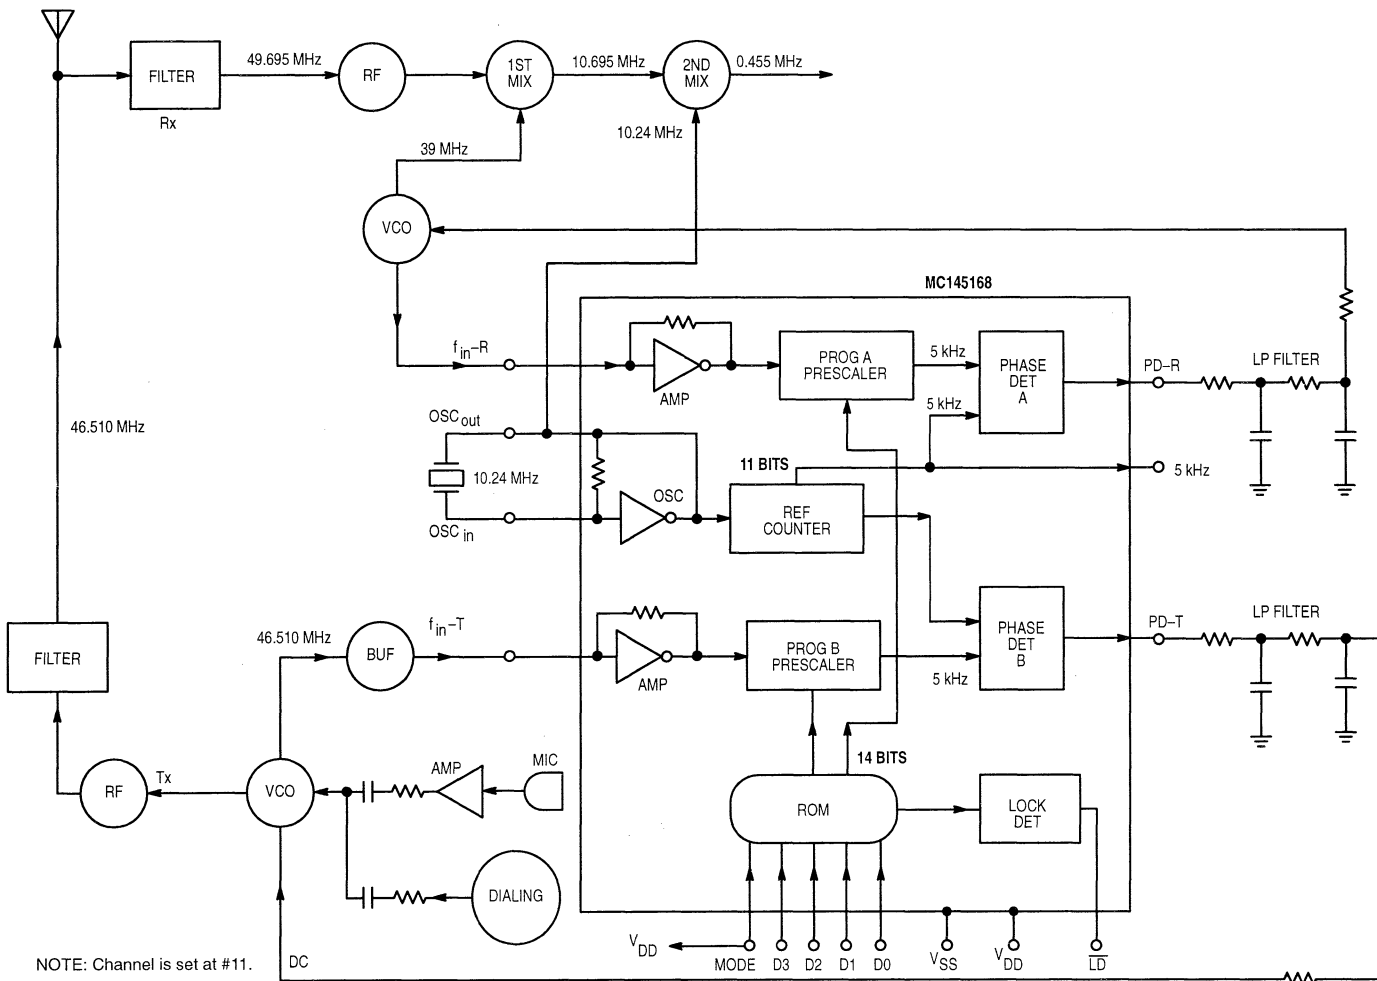 49.695 MHz
FILTER
Rx
RF
1ST
MIX
10.695 MHz
2ND
MIX
0.455 MHz
10.24 MHz
39 MHz
VCO
MC145168
fin–R
AMP
PROG A
PRESCALER
5 kHz
5 kHz
PHASE
DET
A
PD–R
LP FILTER
46.510 MHz
OSCout
10.24 MHz
OSCin
OSC
11 BITS
REF
COUNTER
5 kHz
FILTER
46.510 MHz
BUF
fin–T
AMP
PROG B
PRESCALER
5 kHz
PHASE
DET
B
PD–T
LP FILTER
RF
Tx
VCO
AMP
MIC
DIALING
14 BITS
ROM
LOCK
DET
VDD
MODE
D3
D2
D1
D0
VSS
VDD
LD
NOTE: Channel is set at #11.
DC